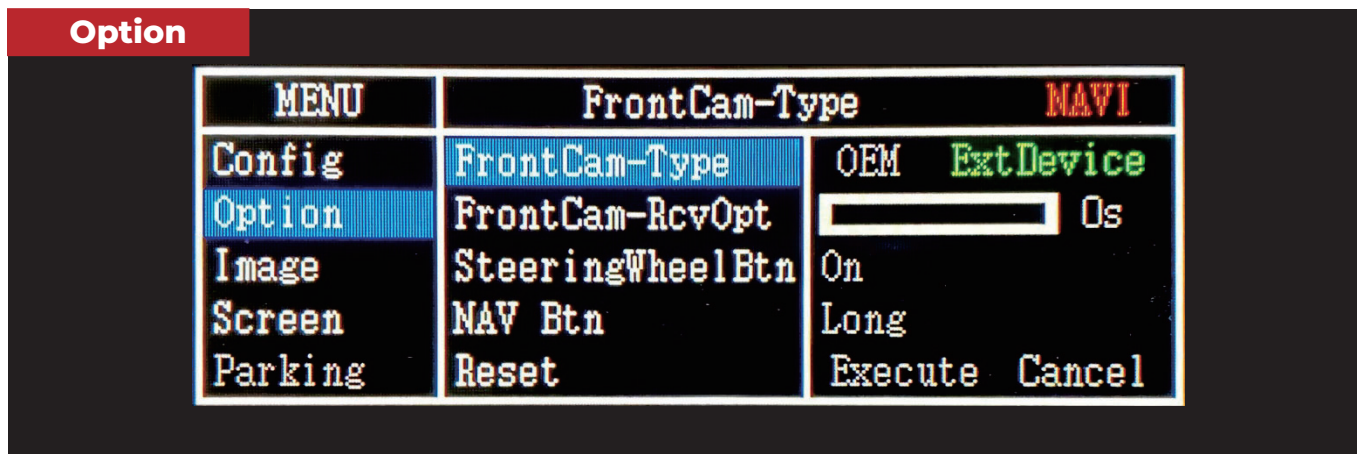 Option
MENU FrontCam-Type NAVI
Config FrontCam-Type OEM ExtDevice
Option FrontCam-RcvOpt 0s
Image SteeringWheelBtn On
Screen NAV Btn Long
Parking Reset Execute Cancel